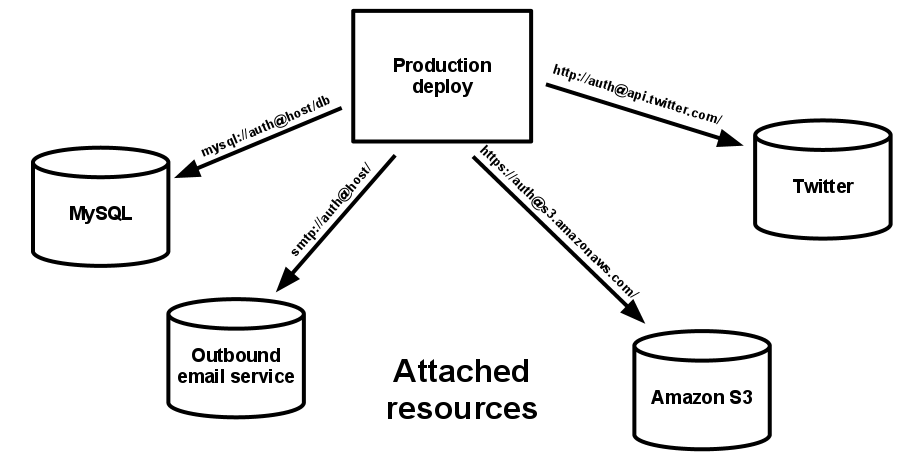 Production
deploy
mysql://auth@host/db
smtp://auth@host/
https://auth@s3.amazonaws.com/
http://auth@api.twitter.com/
MySQL
Twitter
Outbound
email service
Attached
resources
Amazon S3